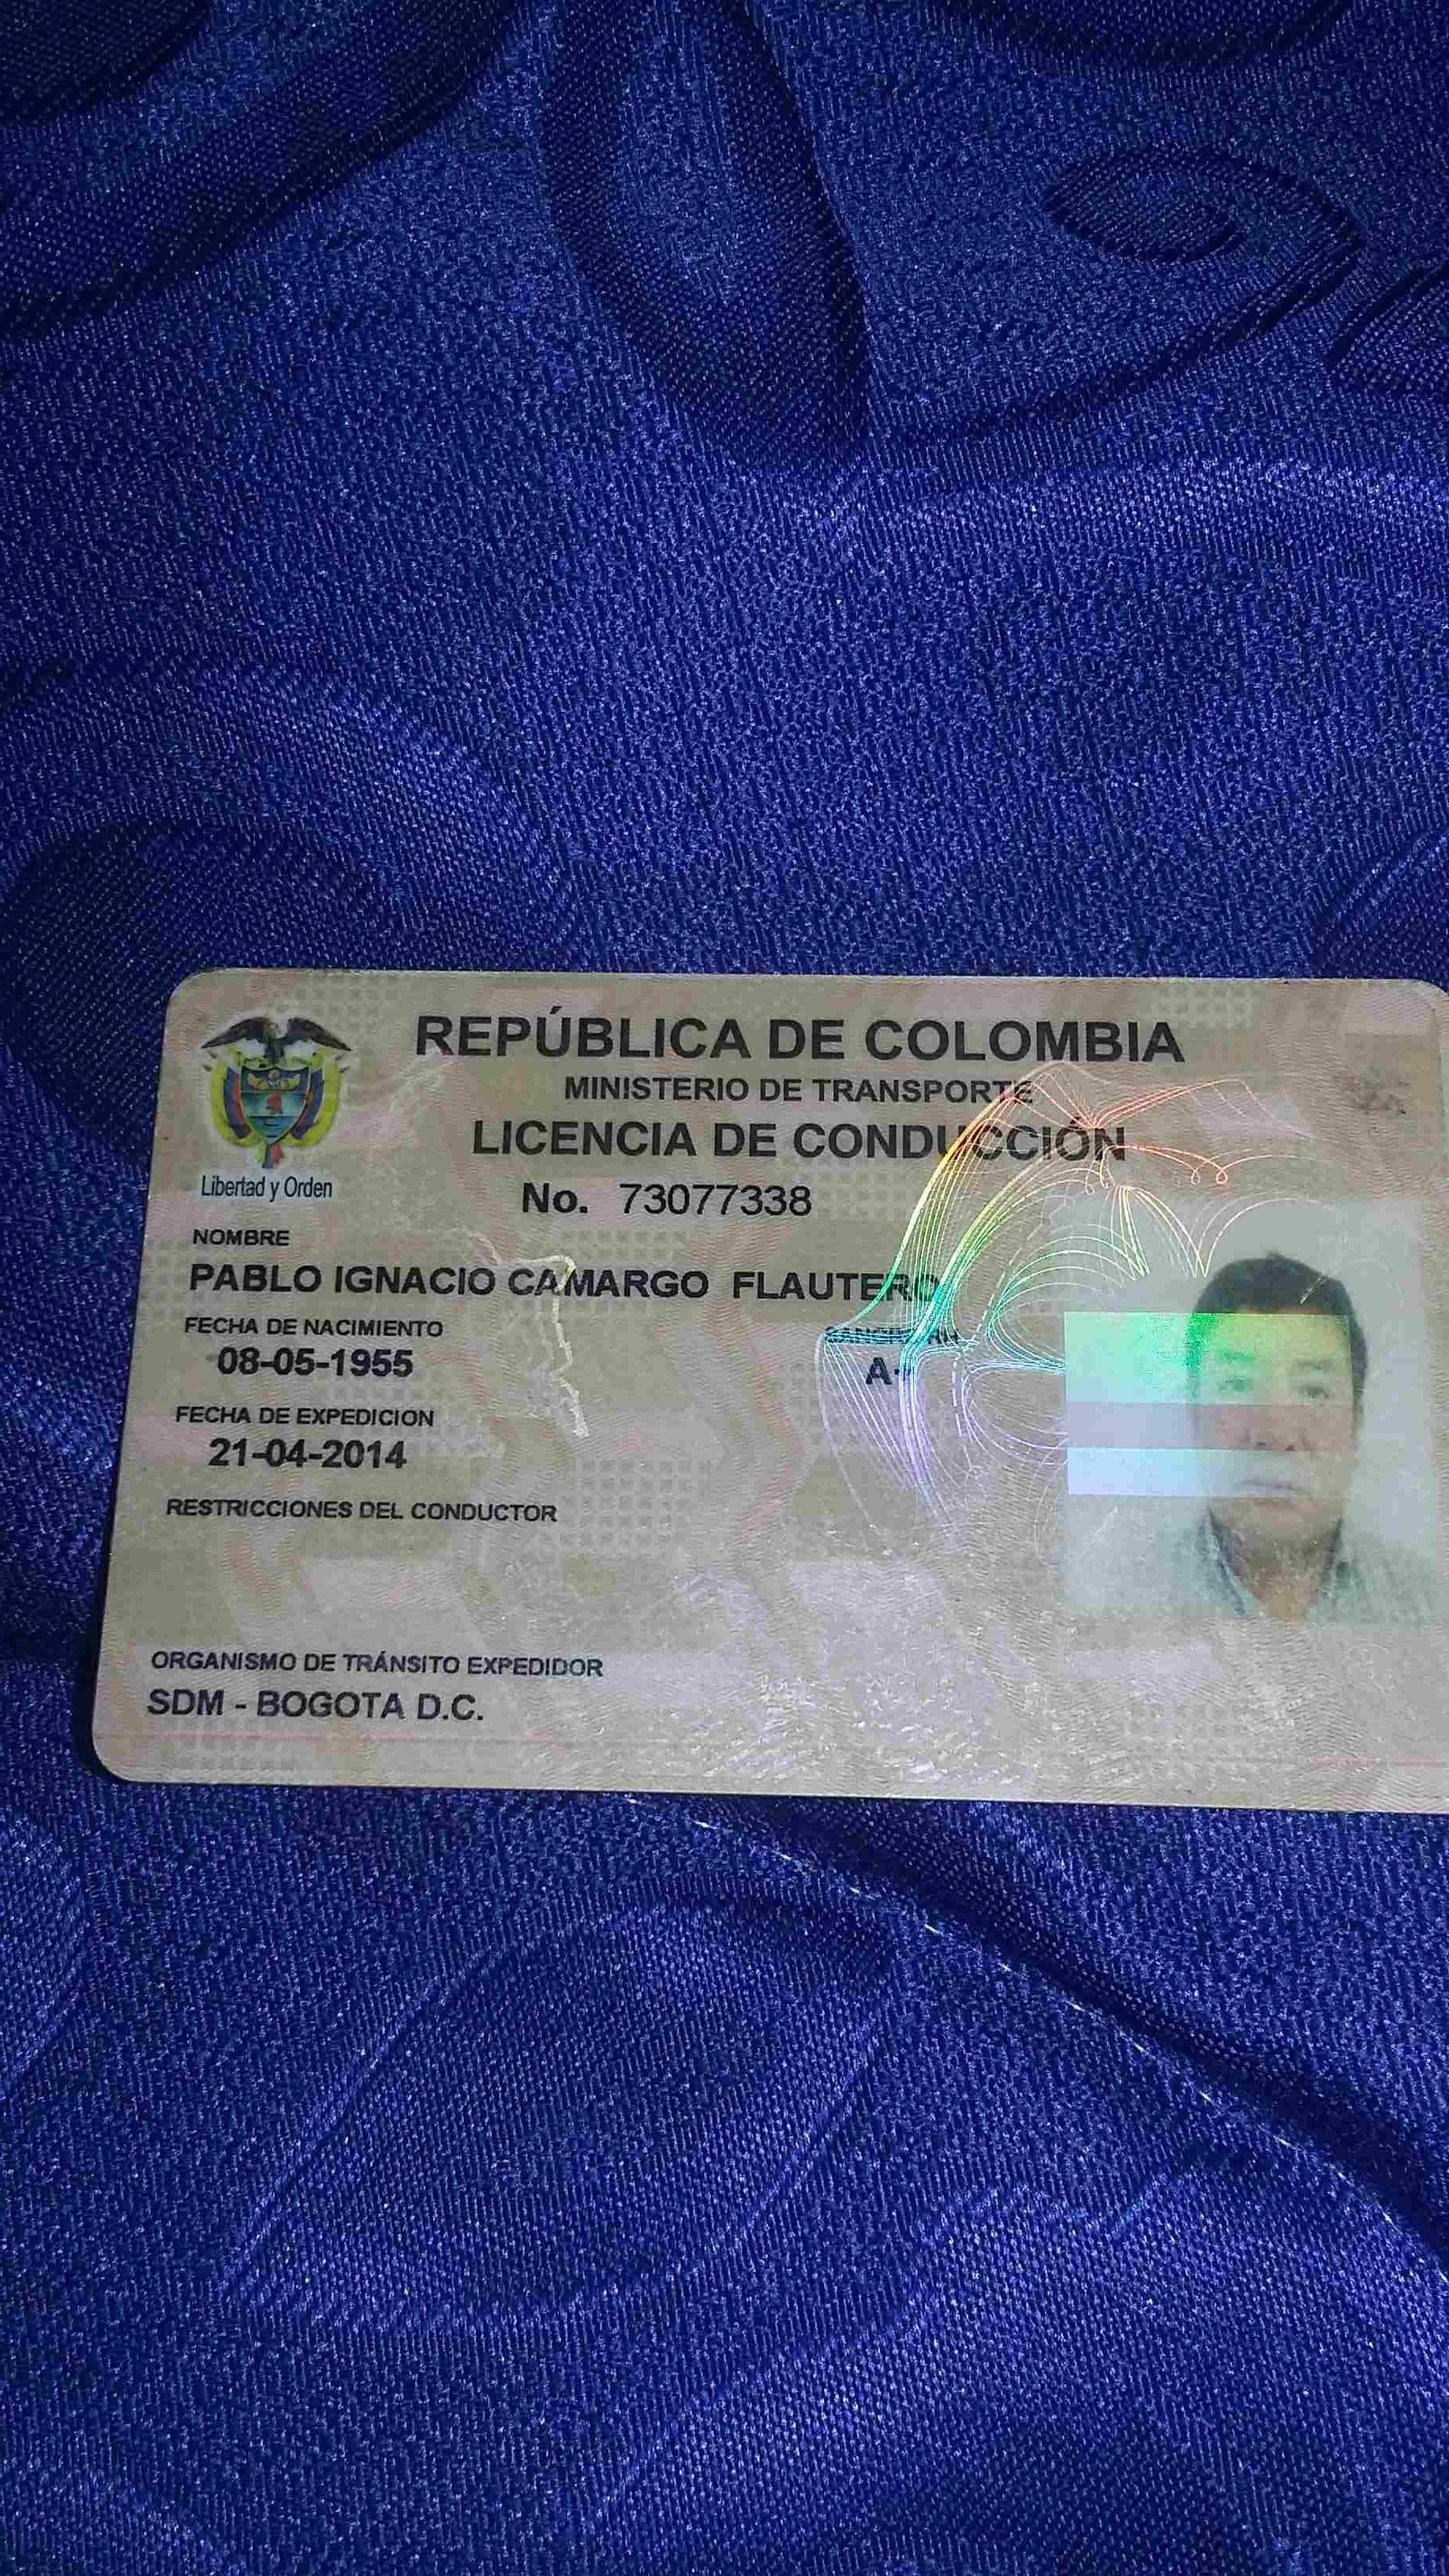 REPÚBLICA DE COLOMBIA
MINISTERIO DE TRANSPORTE
LICENCIA DE CONDUCCIÓN
Libertad y Orden
No. 73077338
NOMBRE
PABLO IGNACIO CAMARGO FLAUTERO
FECHA DE NACIMIENTO
08-05-1955
A+
FECHA DE EXPEDICION
21-04-2014
RESTRICCIONES DEL CONDUCTOR
ORGANISMO DE TRÁNSITO EXPEDIDOR
SDM - BOGOTA D.C.